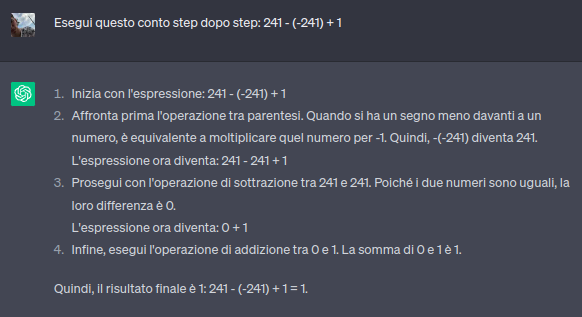 Esegui questo conto step dopo step: 241 - (-241) + 1
1. Inizia con l'espressione: 241 - (-241) + 1
2. Affronta prima l'operazione tra parentesi. Quando si ha un segno meno davanti a un
numero, è equivalente a moltiplicare quel numero per -1. Quindi, -(-241) diventa 241.
L'espressione ora diventa: 241 - 241 + 1
3. Prosegui con l'operazione di sottrazione tra 241 e 241. Poiché i due numeri sono uguali, la
loro differenza è 0.
L'espressione ora diventa: 0 + 1
4. Infine, esegui l'operazione di addizione tra 0 e 1. La somma di 0 e 1 è 1.
Quindi, il risultato finale è 1: 241 - (-241) + 1 = 1.